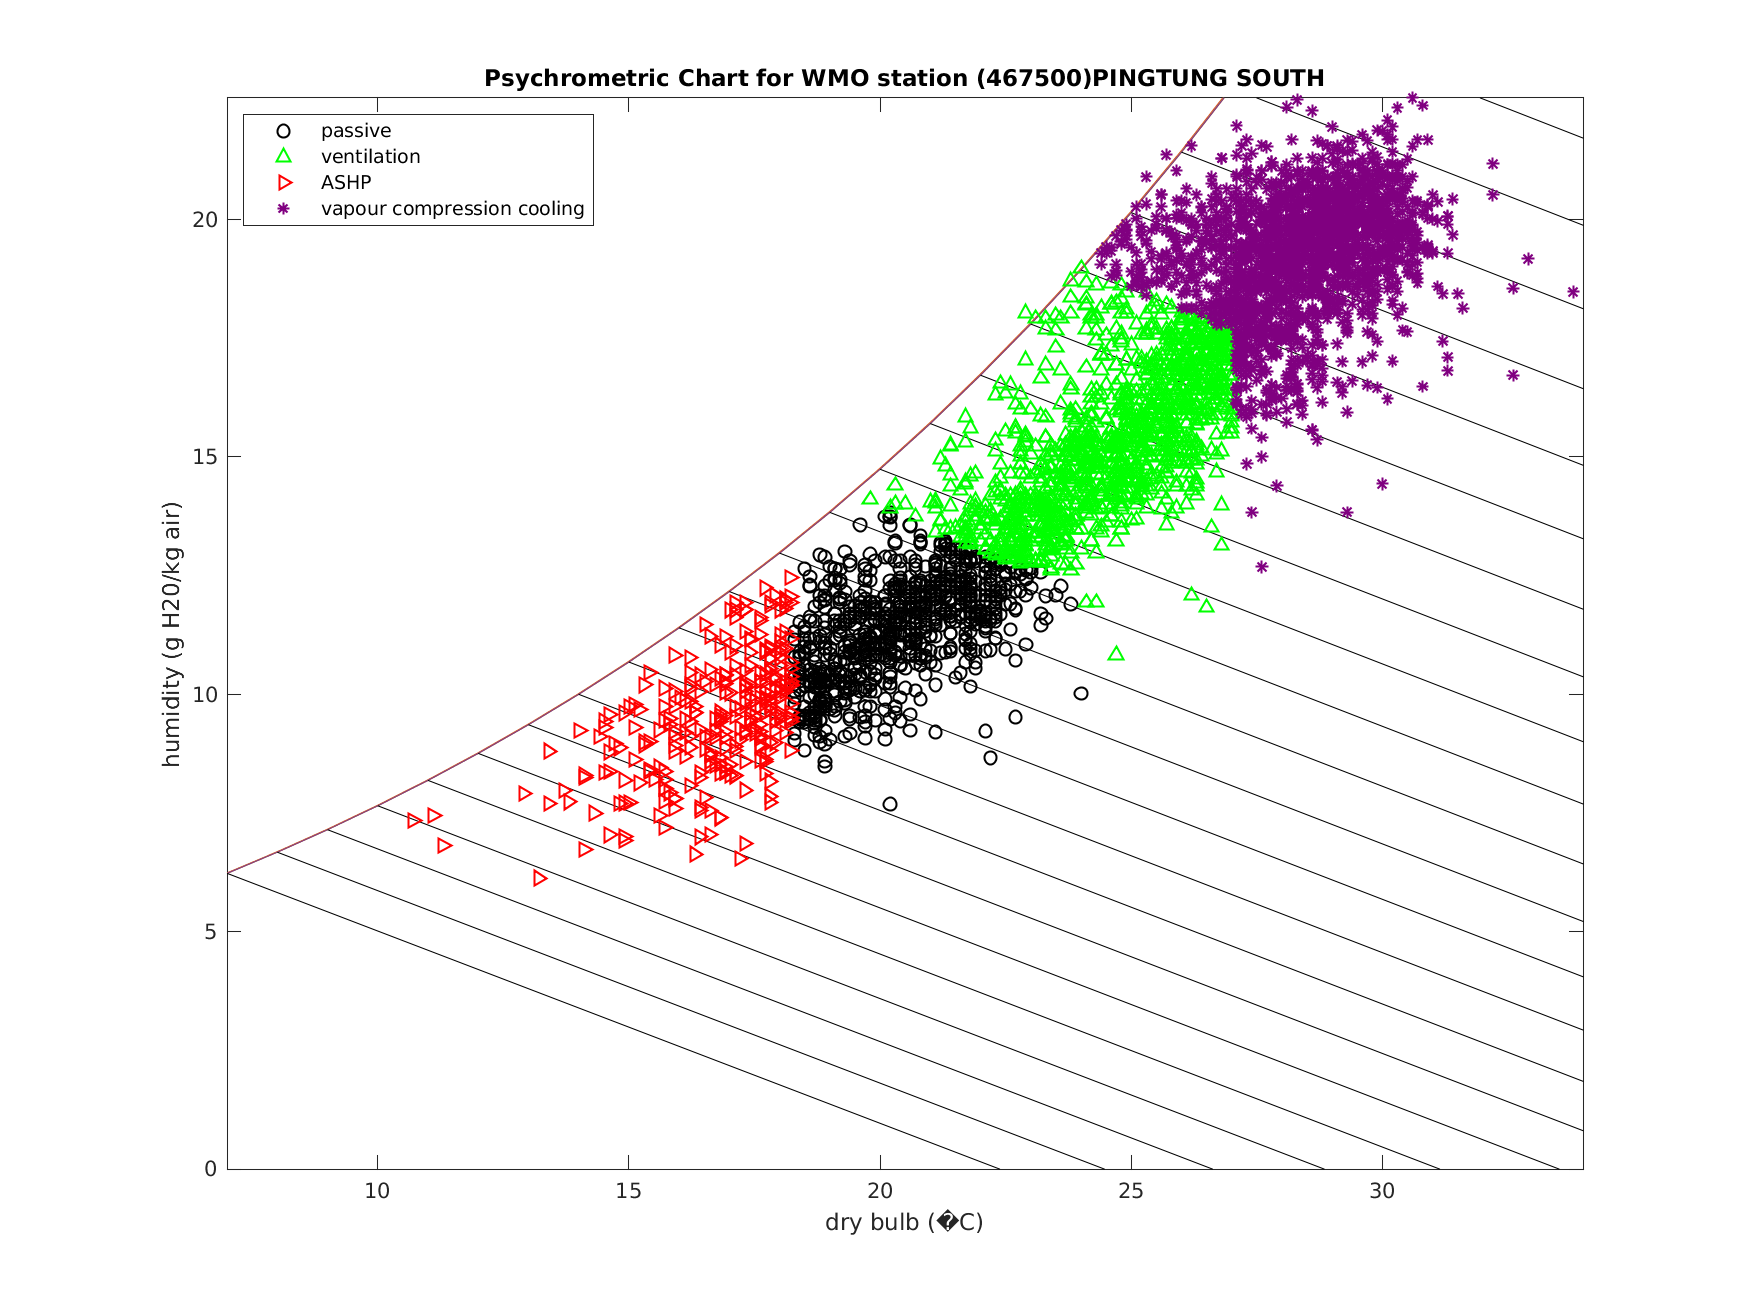 Psychrometric Chart for WMO station (467500)PINGTUNG SOUTH
passive
ventilation
ASHP
vapour compression cooling
20
15
10
5
0
humidity (g H20/kg air)
10
15
20
25
30
dry bulb (�C)